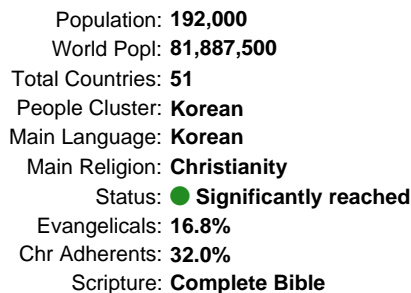 Population: 192,000
World Popl: 81,887,500
Total Countries: 51
People Cluster: Korean
Main Language: Korean
Main Religion: Christianity
Status: Significantly reached
Evangelicals: 16.8%
Chr Adherents: 32.0%
Scripture: Complete Bible